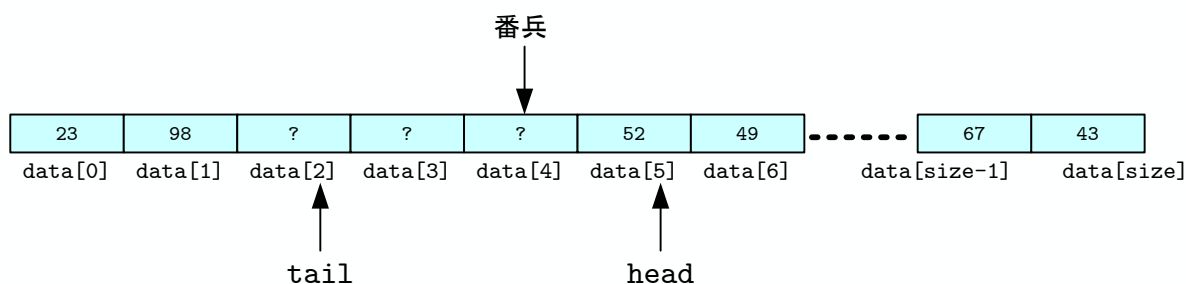 番兵
23 98 ? ? ? 52 49 67 43
data[0] data[1] data[2] data[3] data[4] data[5] data[6] data[size-1] data[size]
tail head